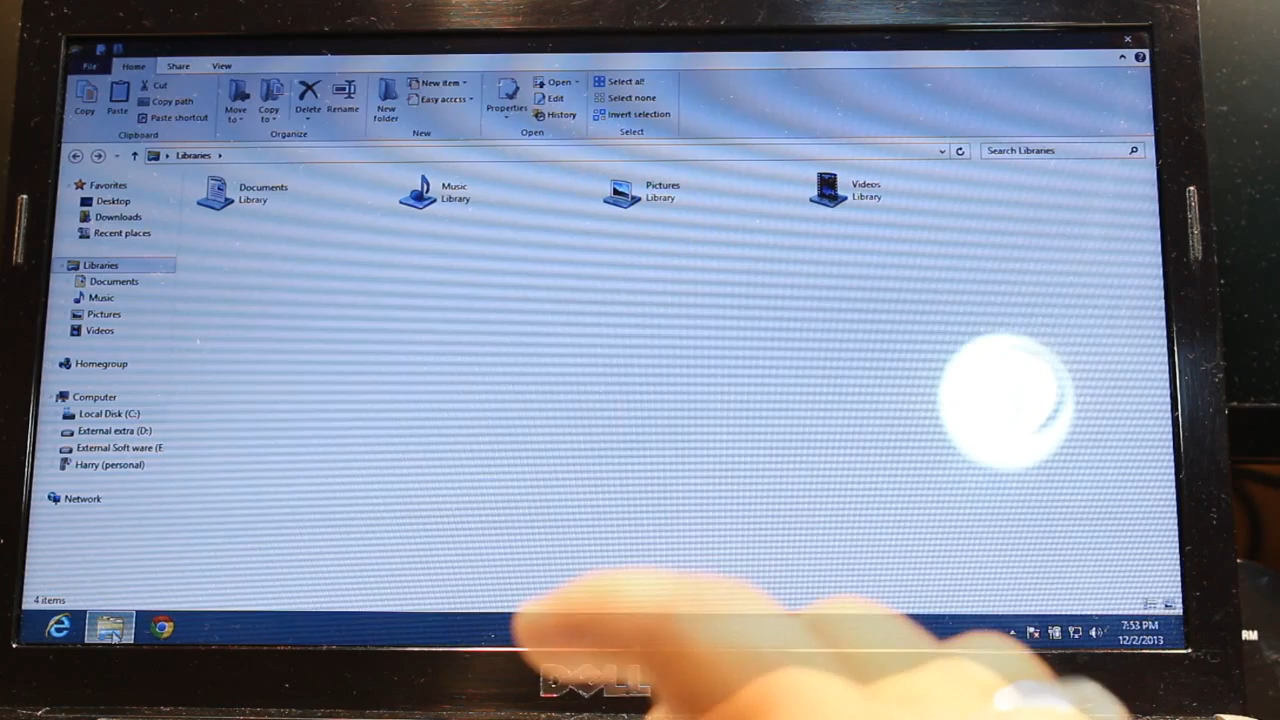 File Home Share View
Copy
Paste
Cut
Copy path
Paste shortcut
Clipboard
Move to
Copy to
Delete
Rename
Organize
New folder
New item
Easy access
New
Properties
Open
Edit
History
Open
Select all
Select none
Invert selection
Select
Libraries
Search Libraries
Favorites
Desktop
Downloads
Recent places
Libraries
Documents
Music
Pictures
Videos
Homegroup
Computer
Local Disk (C:)
External extra (D:)
External Soft ware (E
Harry (personal)
Network
Documents
Library
Music
Library
Pictures
Library
Videos
Library
4 items
7:53 PM
12/2/2013
DELL
RM